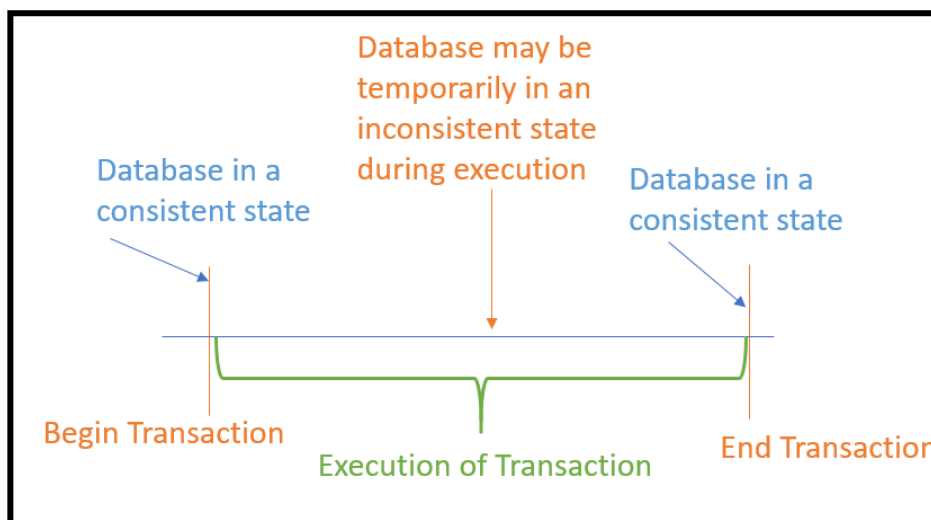 Database may be
temporarily in an
inconsistent state
during execution
Database in a
consistent state
Database in a
consistent state
Begin Transaction
Execution of Transaction
End Transaction